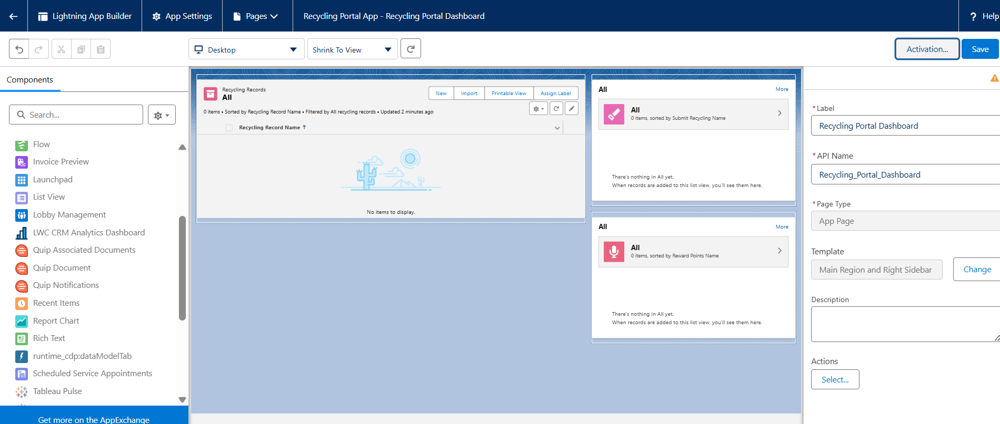 Lightning App Builder
App Settings
Pages
Recycling Portal App - Recycling Portal Dashboard
? Help
Desktop
Shrink To View
Activation...
Save
Components
Search...
Flow
Invoice Preview
Launchpad
List View
Lobby Management
LWC CRM Analytics Dashboard
Quip Associated Documents
Quip Document
Quip Notifications
Recent Items
Report Chart
Rich Text
runtime_cdp:dataModelTab
Scheduled Service Appointments
Tableau Pulse
Get more on the AppExchange
Recycling Records
All
New
Import
Printable View
Assign Label
0 items • Sorted by Recycling Record Name • Filtered by All recycling records • Updated 2 minutes ago
Recycling Record Name ↑
No items to display.
All
More
All
0 items, sorted by Submit Recycling Name
There's nothing in All yet.
When records are added to this list view, you'll see them here.
All
More
All
0 items, sorted by Reward Points Name
There's nothing in All yet.
When records are added to this list view, you'll see them here.
* Label
Recycling Portal Dashboard
* API Name
Recycling_Portal_Dashboard
* Page Type
App Page
Template
Main Region and Right Sidebar
Change
Description
Actions
Select...